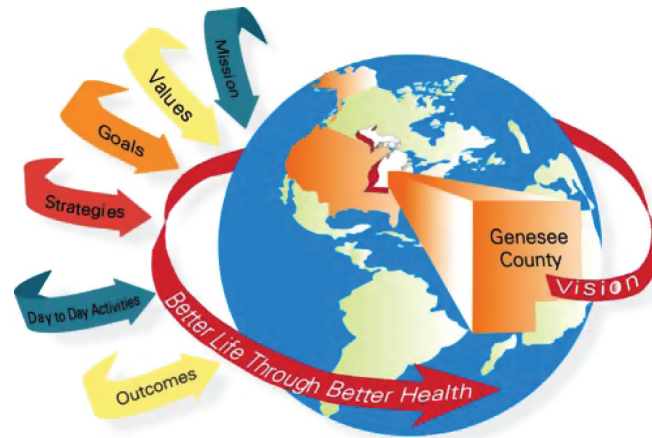 Mission
Values
Goals
Strategies
Day to Day Activities
Outcomes
Genesee
County
Vision
Better Life Through Better Health